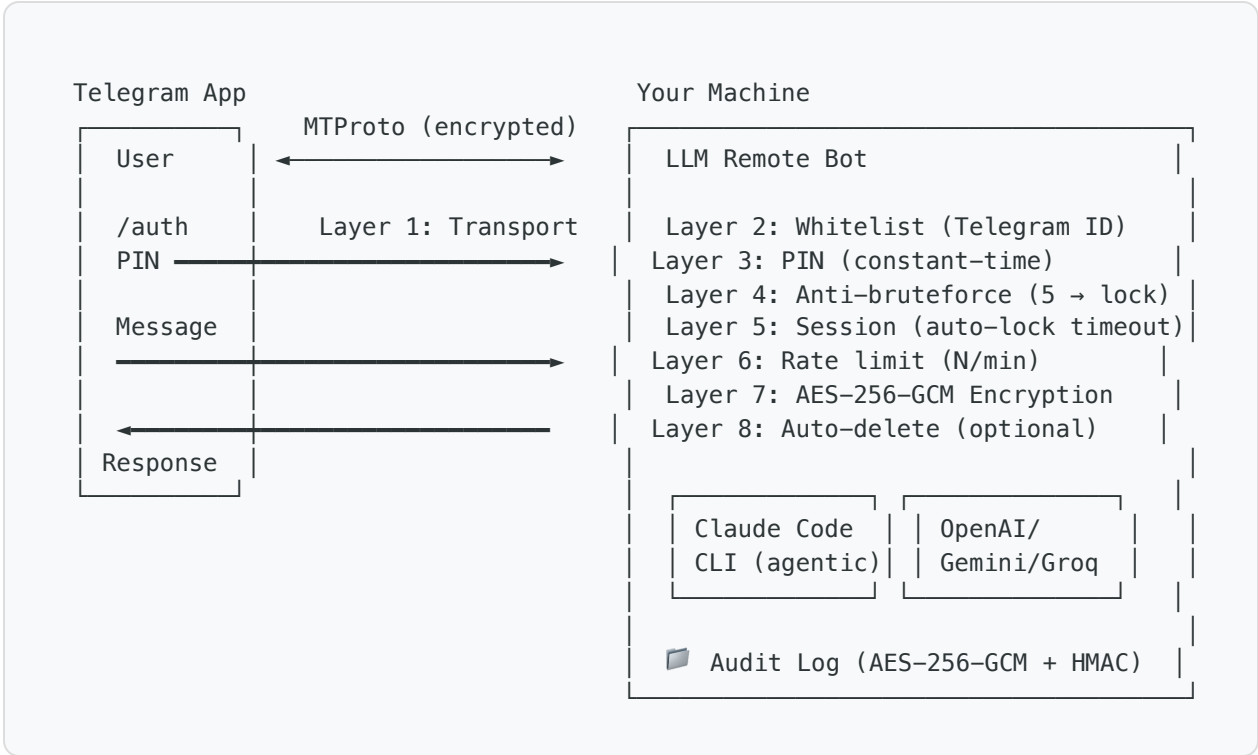 Telegram App Your Machine
MTProto (encrypted)
User LLM Remote Bot
/auth Layer 1: Transport Layer 2: Whitelist (Telegram ID)
PIN Layer 3: PIN (constant-time)
Layer 4: Anti-bruteforce (5 → lock)
Message Layer 5: Session (auto-lock timeout)
Layer 6: Rate limit (N/min)
Layer 7: AES-256-GCM Encryption
Layer 8: Auto-delete (optional)
Response
Claude Code OpenAI/
CLI (agentic) Gemini/Groq
Audit Log (AES-256-GCM + HMAC)